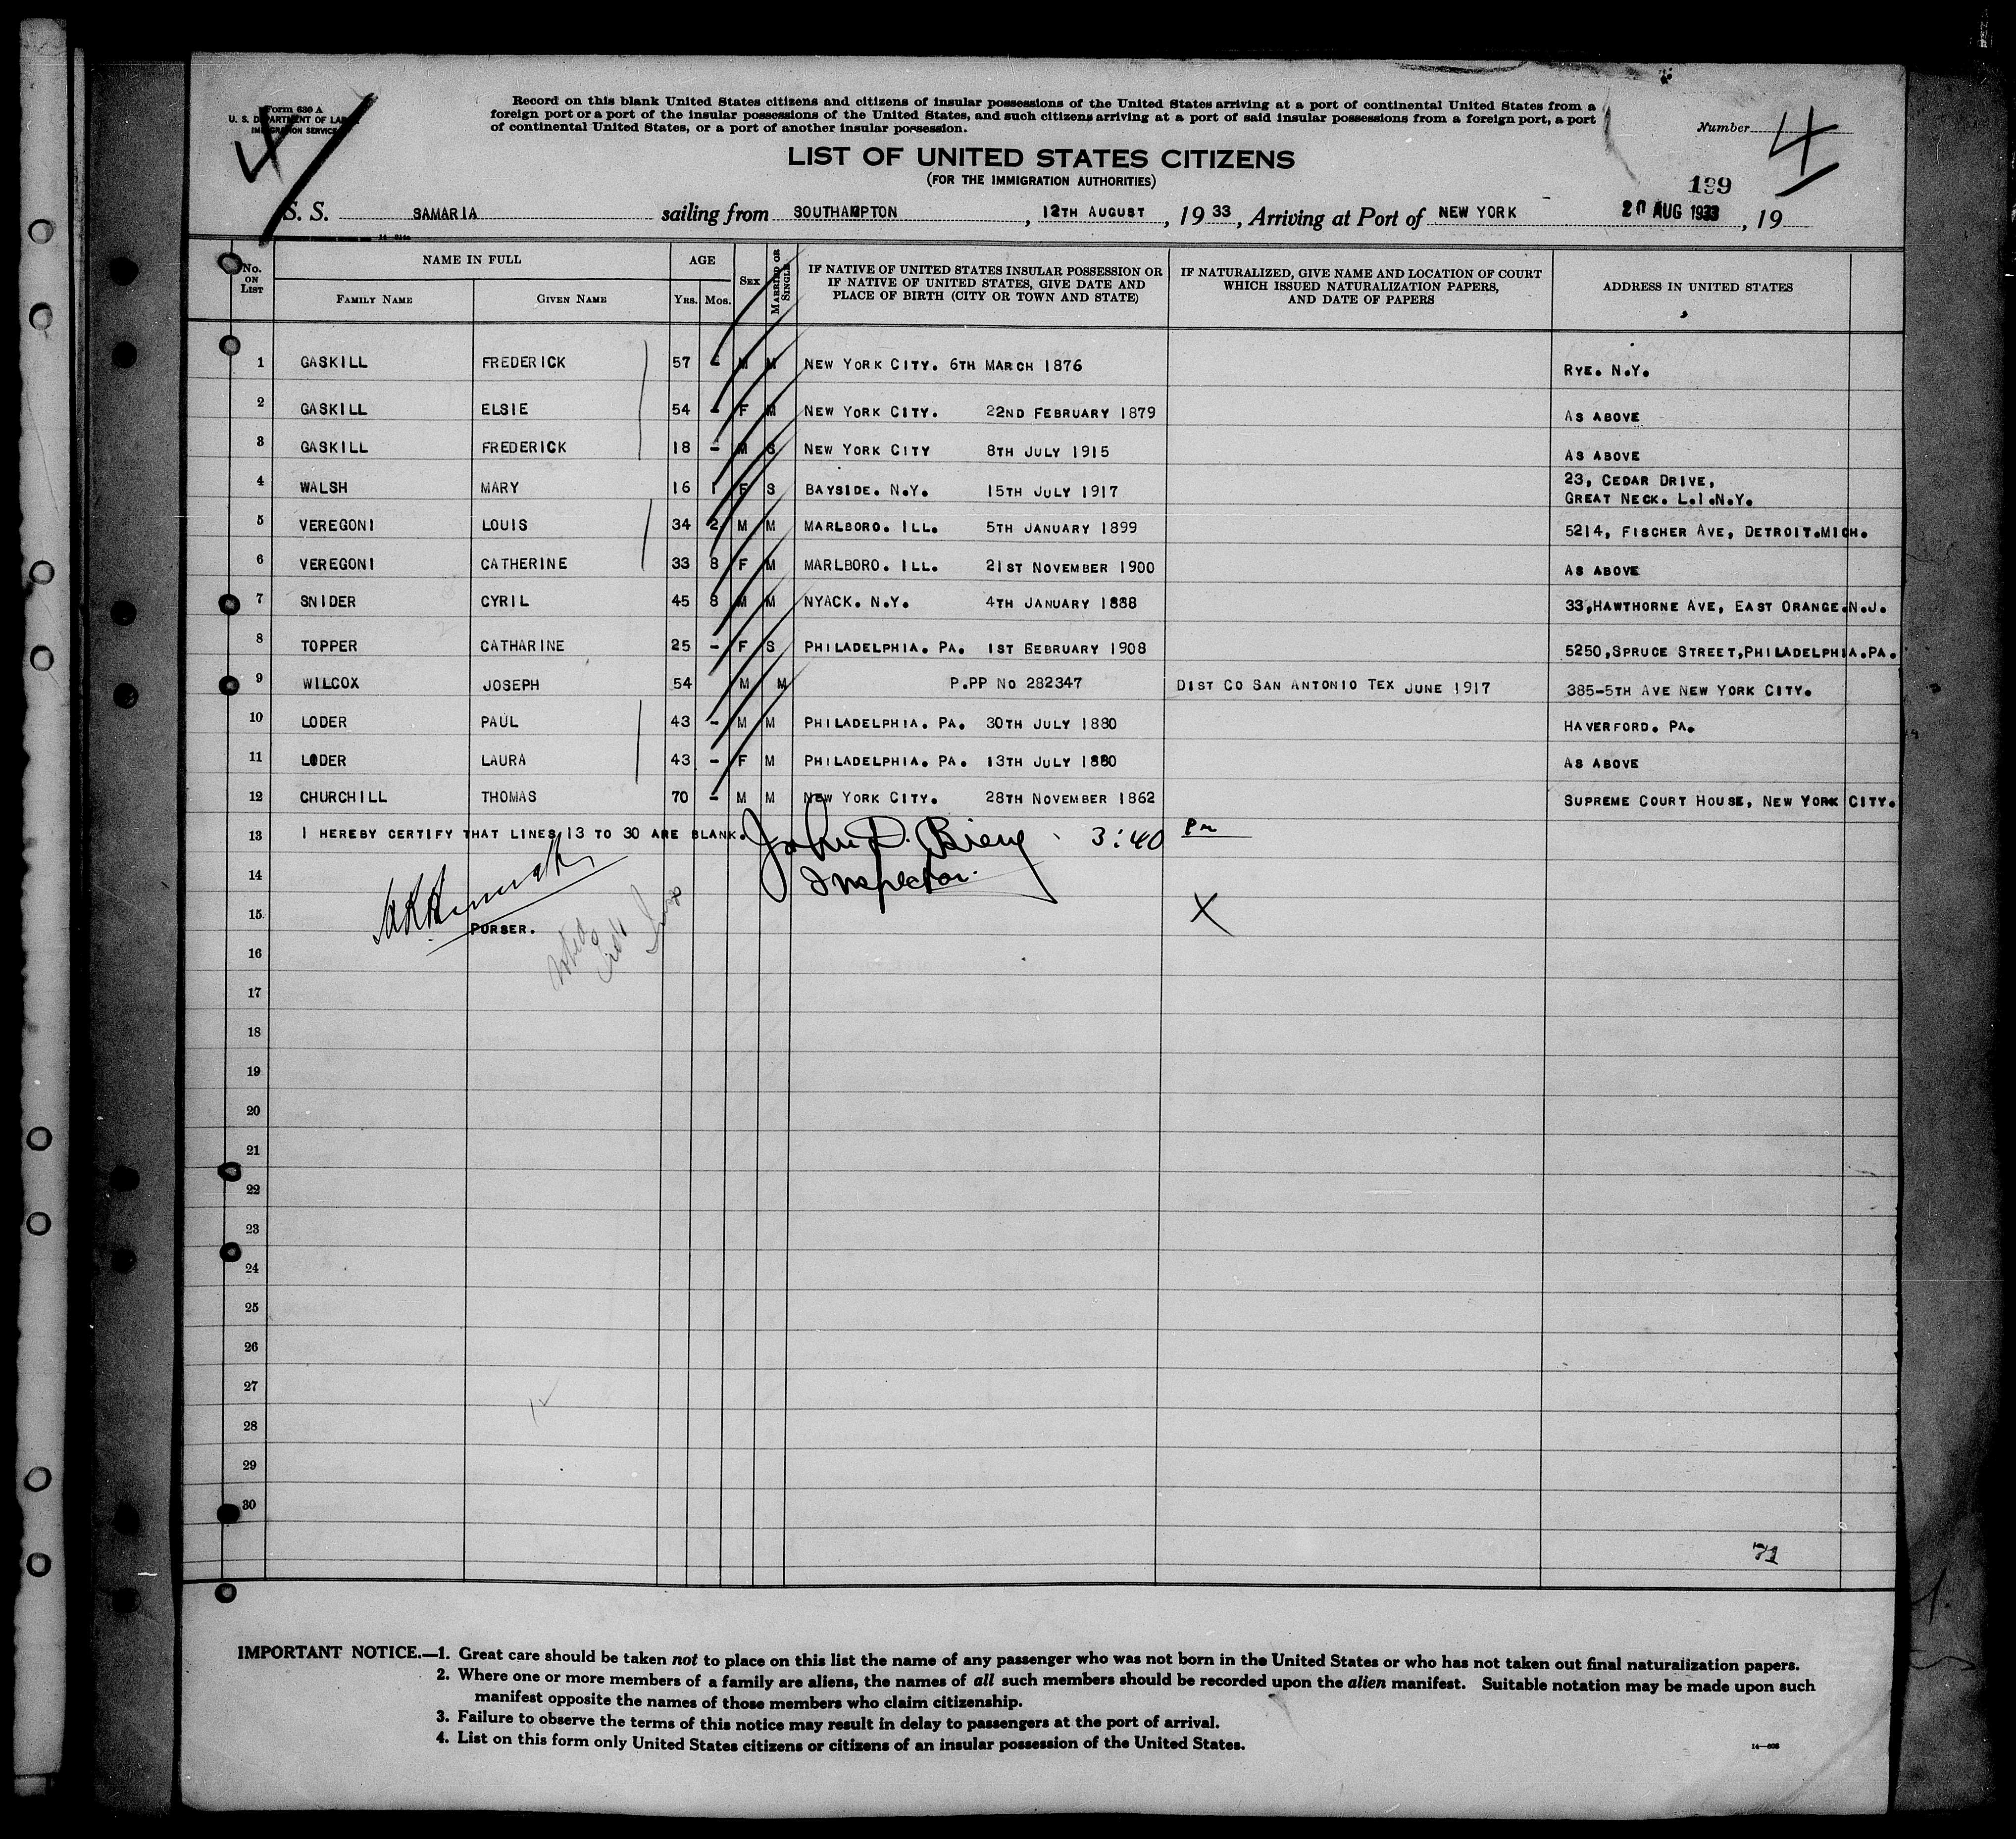 Form 630 A
U. S. DEPARTMENT OF LABOR
IMMIGRATION SERVICE
Record on this blank United States citizens and citizens of insular possessions of the United States arriving at a port of continental United States from a
foreign port or a port of the insular possessions of the United States, and such citizens arriving at a port of said insular possessions from a foreign port, a port
of continental United States, or a port of another insular possession.
Number 4
LIST OF UNITED STATES CITIZENS
(FOR THE IMMIGRATION AUTHORITIES)
199
S. S. SAMARIA sailing from SOUTHAMPTON, 12TH AUGUST, 1933, Arriving at Port of NEW YORK 20 AUG 1933, 19
No. ON LIST
NAME IN FULL
FAMILY NAME GIVEN NAME
AGE
YRS. MOS.
SEX
MARRIED OR SINGLE
IF NATIVE OF UNITED STATES INSULAR POSSESSION OR
IF NATIVE OF UNITED STATES, GIVE DATE AND
PLACE OF BIRTH (CITY OR TOWN AND STATE)
IF NATURALIZED, GIVE NAME AND LOCATION OF COURT
WHICH ISSUED NATURALIZATION PAPERS,
AND DATE OF PAPERS
ADDRESS IN UNITED STATES
1 GASKILL FREDERICK 57 - M M NEW YORK CITY. 6TH MARCH 1876 RYE. N.Y.
2 GASKILL ELSIE 54 - F M NEW YORK CITY. 22ND FEBRUARY 1879 AS ABOVE
3 GASKILL FREDERICK 18 - M S NEW YORK CITY 8TH JULY 1915 AS ABOVE
4 WALSH MARY 16 1 F S BAYSIDE. N.Y. 15TH JULY 1917 23, CEDAR DRIVE,
GREAT NECK. L.I.N.Y.
5 VEREGONI LOUIS 34 2 M M MARLBORO. ILL. 5TH JANUARY 1899 5214, FISCHER AVE, DETROIT.MICH.
6 VEREGONI CATHERINE 33 8 F M MARLBORO. ILL. 21ST NOVEMBER 1900 AS ABOVE
7 SNIDER CYRIL 45 8 M M NYACK. N.Y. 4TH JANUARY 1888 33,HAWTHORNE AVE, EAST ORANGE.N.J.
8 TOPPER CATHARINE 25 - F S PHILADELPHIA. PA. 1ST BEBRUARY 1908 5250,SPRUCE STREET,PHILADELPHIA.PA.
9 WILCOX JOSEPH 54 M M P.PP NO 282347 DIST CO SAN ANTONIO TEX JUNE 1917 385-5TH AVE NEW YORK CITY.
10 LODER PAUL 43 - M M PHILADELPHIA. PA. 30TH JULY 1880 HAVERFORD. PA.
11 LODER LAURA 43 - F M PHILADELPHIA. PA. 13TH JULY 1880 AS ABOVE
12 CHURCHILL THOMAS 70 - M M NEW YORK CITY. 28TH NOVEMBER 1862 SUPREME COURT HOUSE, NEW YORK CITY.
13 I HEREBY CERTIFY THAT LINES 13 TO 30 ARE BLANK. John D. 3:40 Pm
14 Inspector.
15 PURSER. X
16
17
18
19
20
21
22
23
24
25
26
27
28
29
30
71
IMPORTANT NOTICE.—1. Great care should be taken not to place on this list the name of any passenger who was not born in the United States or who has not taken out final naturalization papers.
2. Where one or more members of a family are aliens, the names of all such members should be recorded upon the alien manifest. Suitable notation may be made upon such
manifest opposite the names of those members who claim citizenship.
3. Failure to observe the terms of this notice may result in delay to passengers at the port of arrival.
4. List on this form only United States citizens or citizens of an insular possession of the United States.